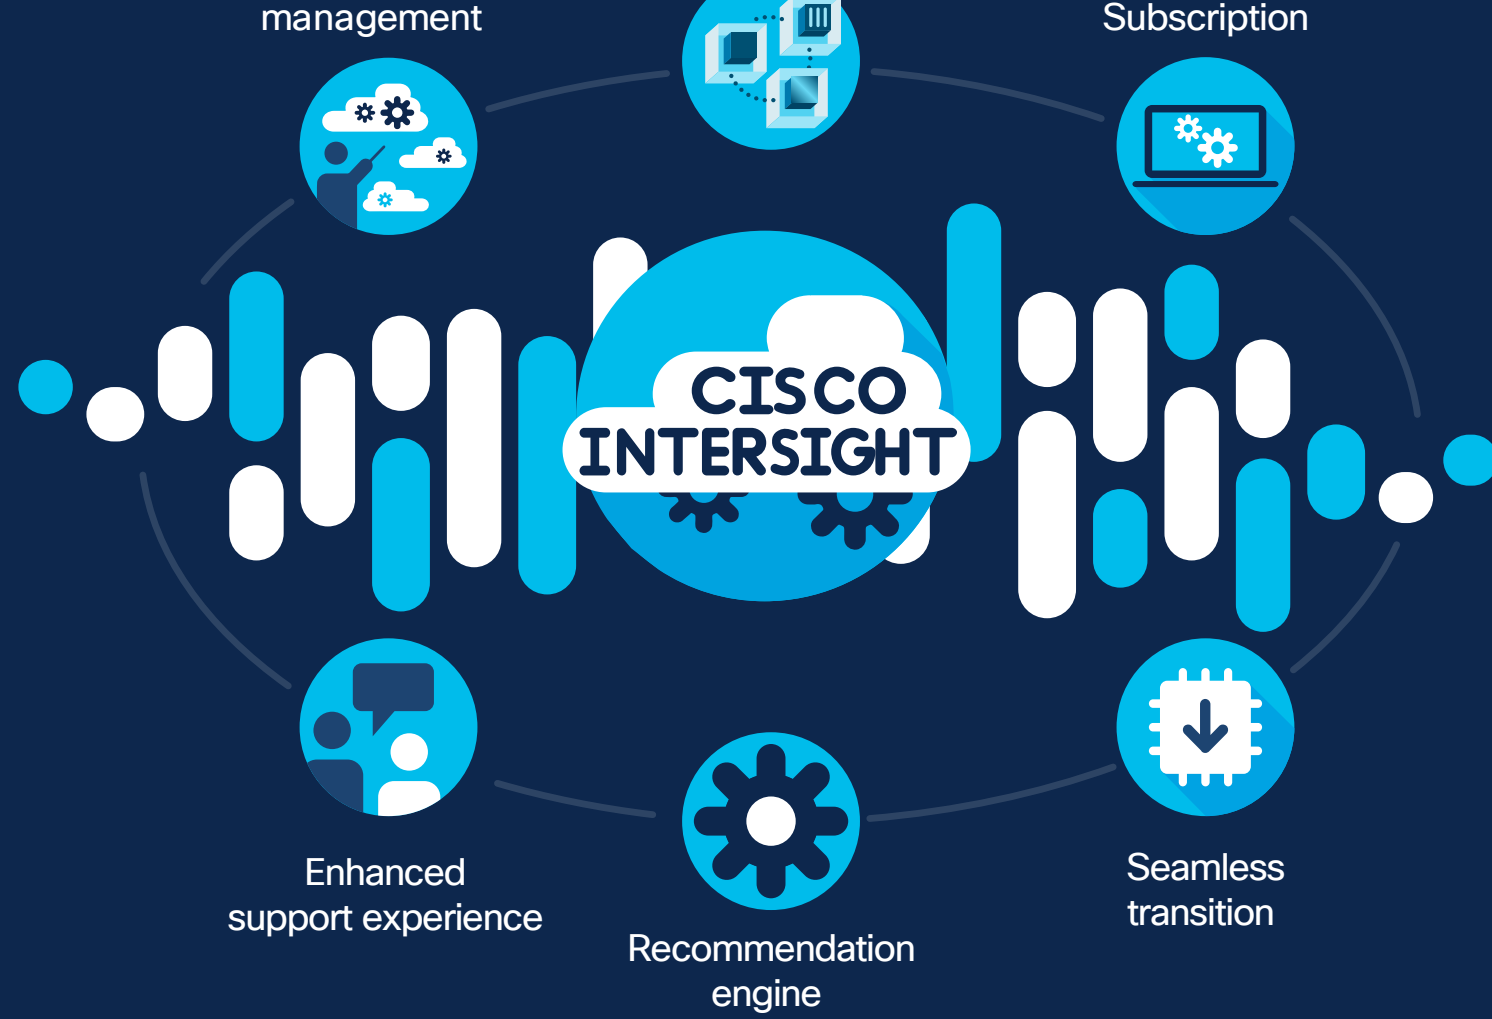 management
Subscription
CISCO
INTERSIGHT
Enhanced
support experience
Recommendation
engine
Seamless
transition